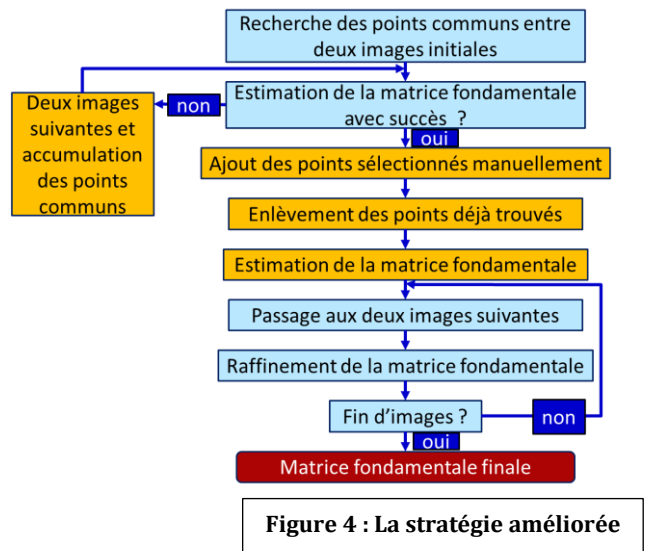 Recherche des points communs entre
deux images initiales
Estimation de la matrice fondamentale
avec succès ?
non
Deux images
suivantes et
accumulation
des points
communs
oui
Ajout des points sélectionnés manuellement
Enlèvement des points déjà trouvés
Estimation de la matrice fondamentale
Passage aux deux images suivantes
Raffinement de la matrice fondamentale
Fin d'images ?
non
oui
Matrice fondamentale finale
Figure 4 : La stratégie améliorée